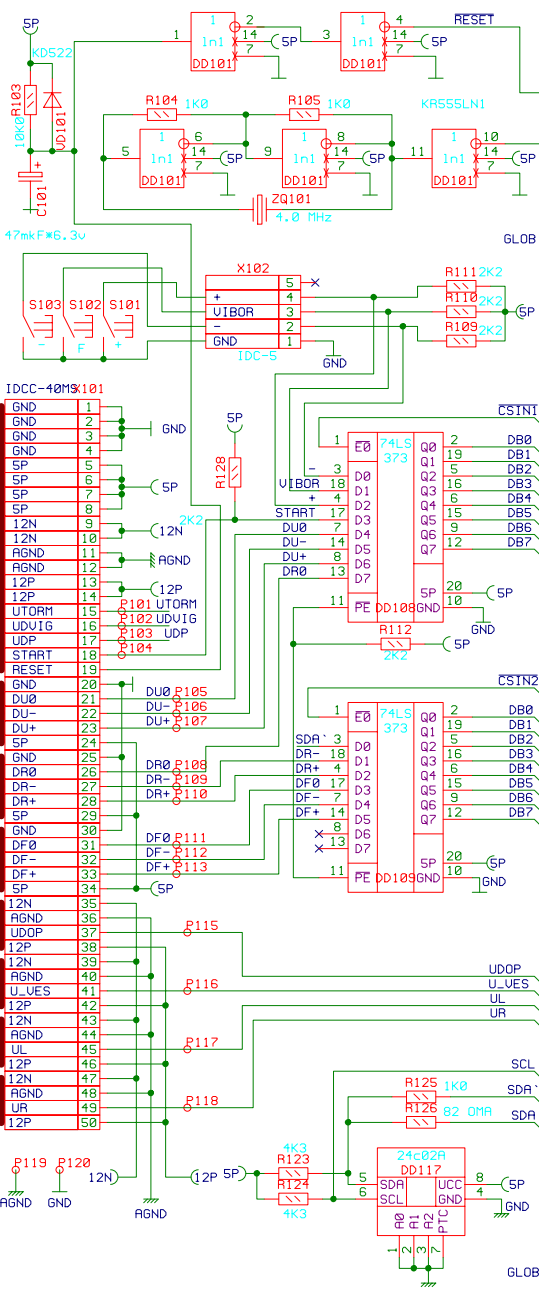 5P
KD522
R103
10K0
VD101
C101
47mkF*6.3v
1
1
1n1
DD101
2
14
7
5P
3
1
1n1
DD101
4
14
7
5P
RESET
R104 1K0
R105 1K0
KR555LN1
5
1
1n1
DD101
6
14
7
5P
9
1
1n1
DD101
8
14
7
5P
11
1
1n1
DD101
10
14
7
5P
ZQ101
4.0 MHz
GLOB
X102
5
+ 4
VIBOR 3
- 2
GND 1
IDC-5
GND
S103
S102
S101
-
F
+
R111 2K2
R110 2K2
R109 2K2
5P
IDCC-40MS X101
GND 1
GND 2
GND 3
GND 4
5P 5
5P 6
5P 7
5P 8
12N 9
12N 10
AGND 11
AGND 12
12P 13
12P 14
UTORM 15
UDVIG 16
UDP 17
START 18
RESET 19
GND 20
DU0 21
DU- 22
DU+ 23
5P 24
GND 25
DR0 26
DR- 27
DR+ 28
5P 29
GND 30
DF0 31
DF- 32
DF+ 33
5P 34
12N 35
AGND 36
UDOP 37
12P 38
12N 39
AGND 40
U_VES 41
12P 42
12N 43
AGND 44
UL 45
12P 46
12N 47
AGND 48
UR 49
12P 50
GND
5P
12N
AGND
12P
P101 UTORM
P102 UDVIG
P103 UDP
P104
5P
R128
2K2
DU0 P105
DU- P106
DU+ P107
DR0 P108
DR- P109
DR+ P110
DF0 P111
DF- P112
DF+ P113
5P
P115
P116
P117
P118
CSIN1
1 E0
74LS
373
- 3 D0
VIBOR 18 D1
+ 4 D2
START 17 D3
DU0 7 D4
DU- 14 D5
DU+ 8 D6
DR0 13 D7
11 PE
DD108
Q0 2 DB0
Q1 19 DB1
Q2 5 DB2
Q3 16 DB3
Q4 6 DB4
Q5 15 DB5
Q6 9 DB6
Q7 12 DB7
5P 20 5P
GND 10
GND
R112
2K2
5P
CSIN2
1 E0
74LS
373
SDA` 3 D0
DR- 18 D1
DR+ 4 D2
DF0 17 D3
DF- 7 D4
DF+ 14 D5
8 D6
13 D7
11 PE
DD109
Q0 2 DB0
Q1 19 DB1
Q2 5 DB2
Q3 16 DB3
Q4 6 DB4
Q5 15 DB5
Q6 9 DB6
Q7 12 DB7
5P 20 5P
GND 10
GND
UDOP
U_VES
UL
UR
SCL
R125 1K0 SDA`
R126 82 OMA SDA
P119
AGND
P120
GND
12N
AGND
12P
5P
4K3
R123
R124
4K3
24c02A
DD117
5 SDA
6 SCL
UCC 8 5P
GND 4
GND
A0
A1
A2
PTC
1
2
3
7
GLOB